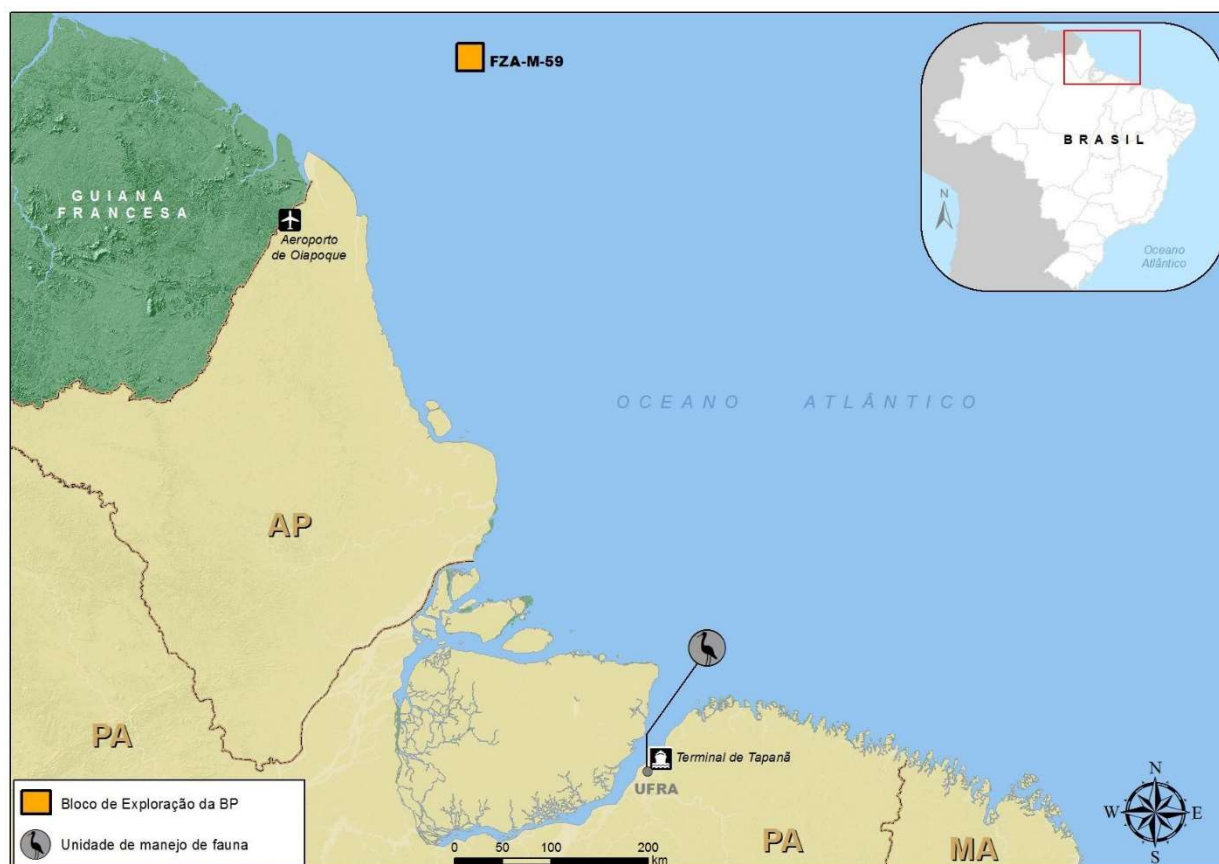 FZA-M-59
N
BRASIL
Oceano
Atlântico
GUIANA
FRANCESA
Aeroporto
de Oiapoque
OCEANO ATLÂNTICO
AP
PA
Terminal de Tapanã
UFRA
PA
MA
N
W E
S
Bloco de Exploração da BP
Unidade de manejo de fauna
0 50 100 200
km